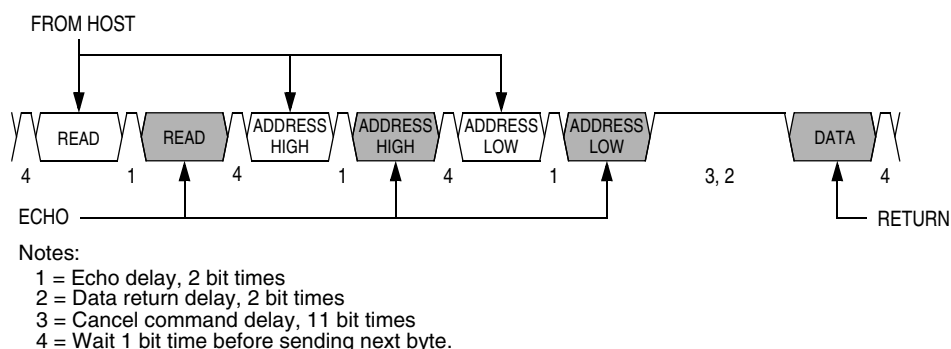 FROM HOST
READ READ ADDRESS HIGH ADDRESS HIGH ADDRESS LOW ADDRESS LOW DATA
4 1 4 1 4 1 3, 2 4
ECHO RETURN
Notes:
1 = Echo delay, 2 bit times
2 = Data return delay, 2 bit times
3 = Cancel command delay, 11 bit times
4 = Wait 1 bit time before sending next byte.